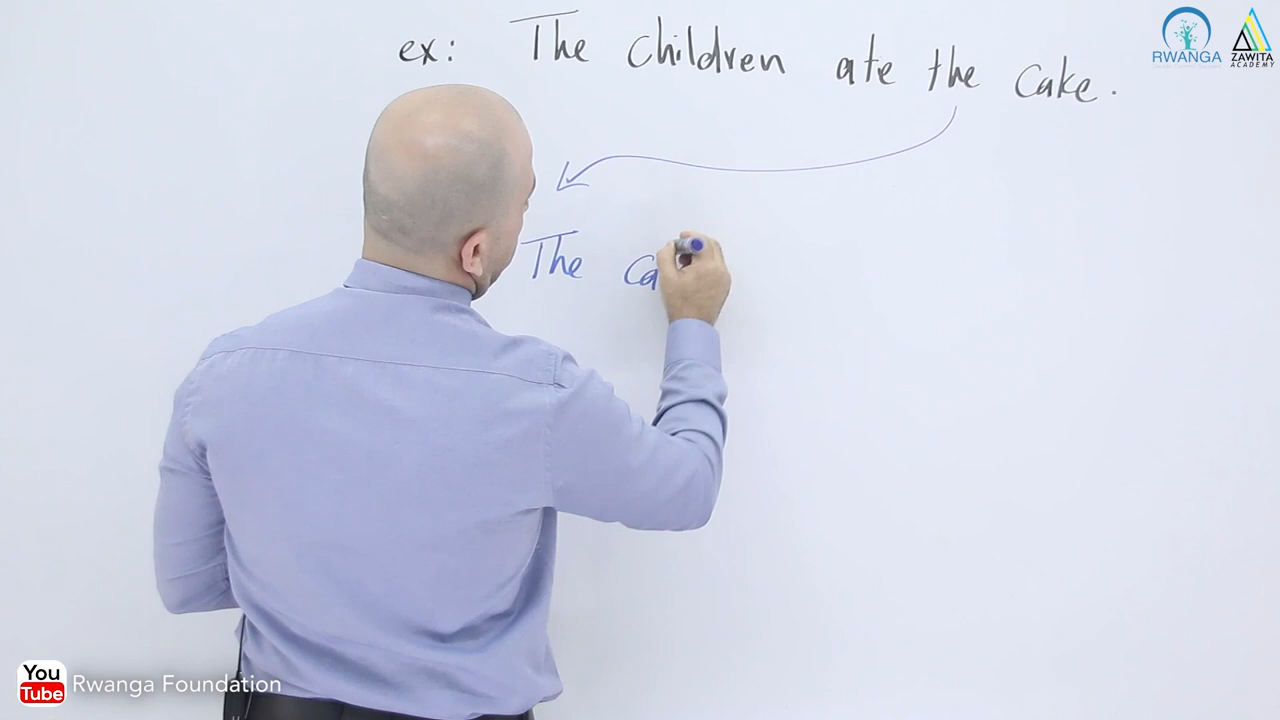 ex: The children ate the cake.
The ca
RWANGA
ZAWITA
ACADEMY
You
Tube
Rwanga Foundation